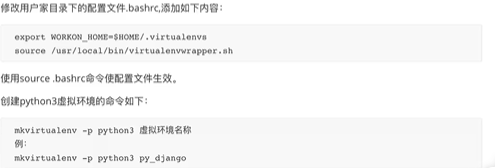 修改用户家目录下的配置文件.bashrc,添加如下内容:
export WORKON_HOME=$HOME/.virtualenvs
source /usr/local/bin/virtualenvwrapper.sh
使用source .bashrc命令使配置文件生效。
创建python3虚拟环境的命令如下:
mkvirtualenv -p python3 虚拟环境名称
例:
mkvirtualenv -p python3 py_django